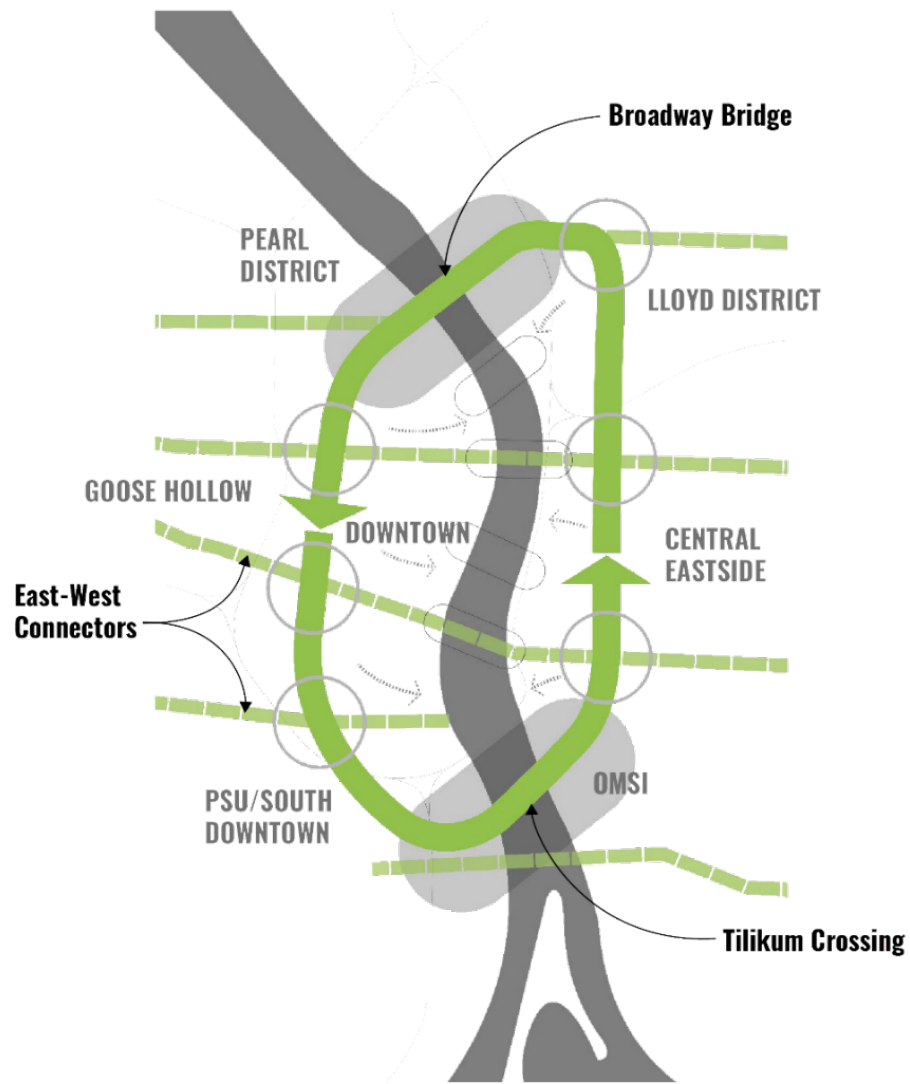 Broadway Bridge
PEARL
DISTRICT
LLOYD DISTRICT
GOOSE HOLLOW
DOWNTOWN
CENTRAL
EASTSIDE
East-West
Connectors
OMSI
PSU/SOUTH
DOWNTOWN
Tilikum Crossing